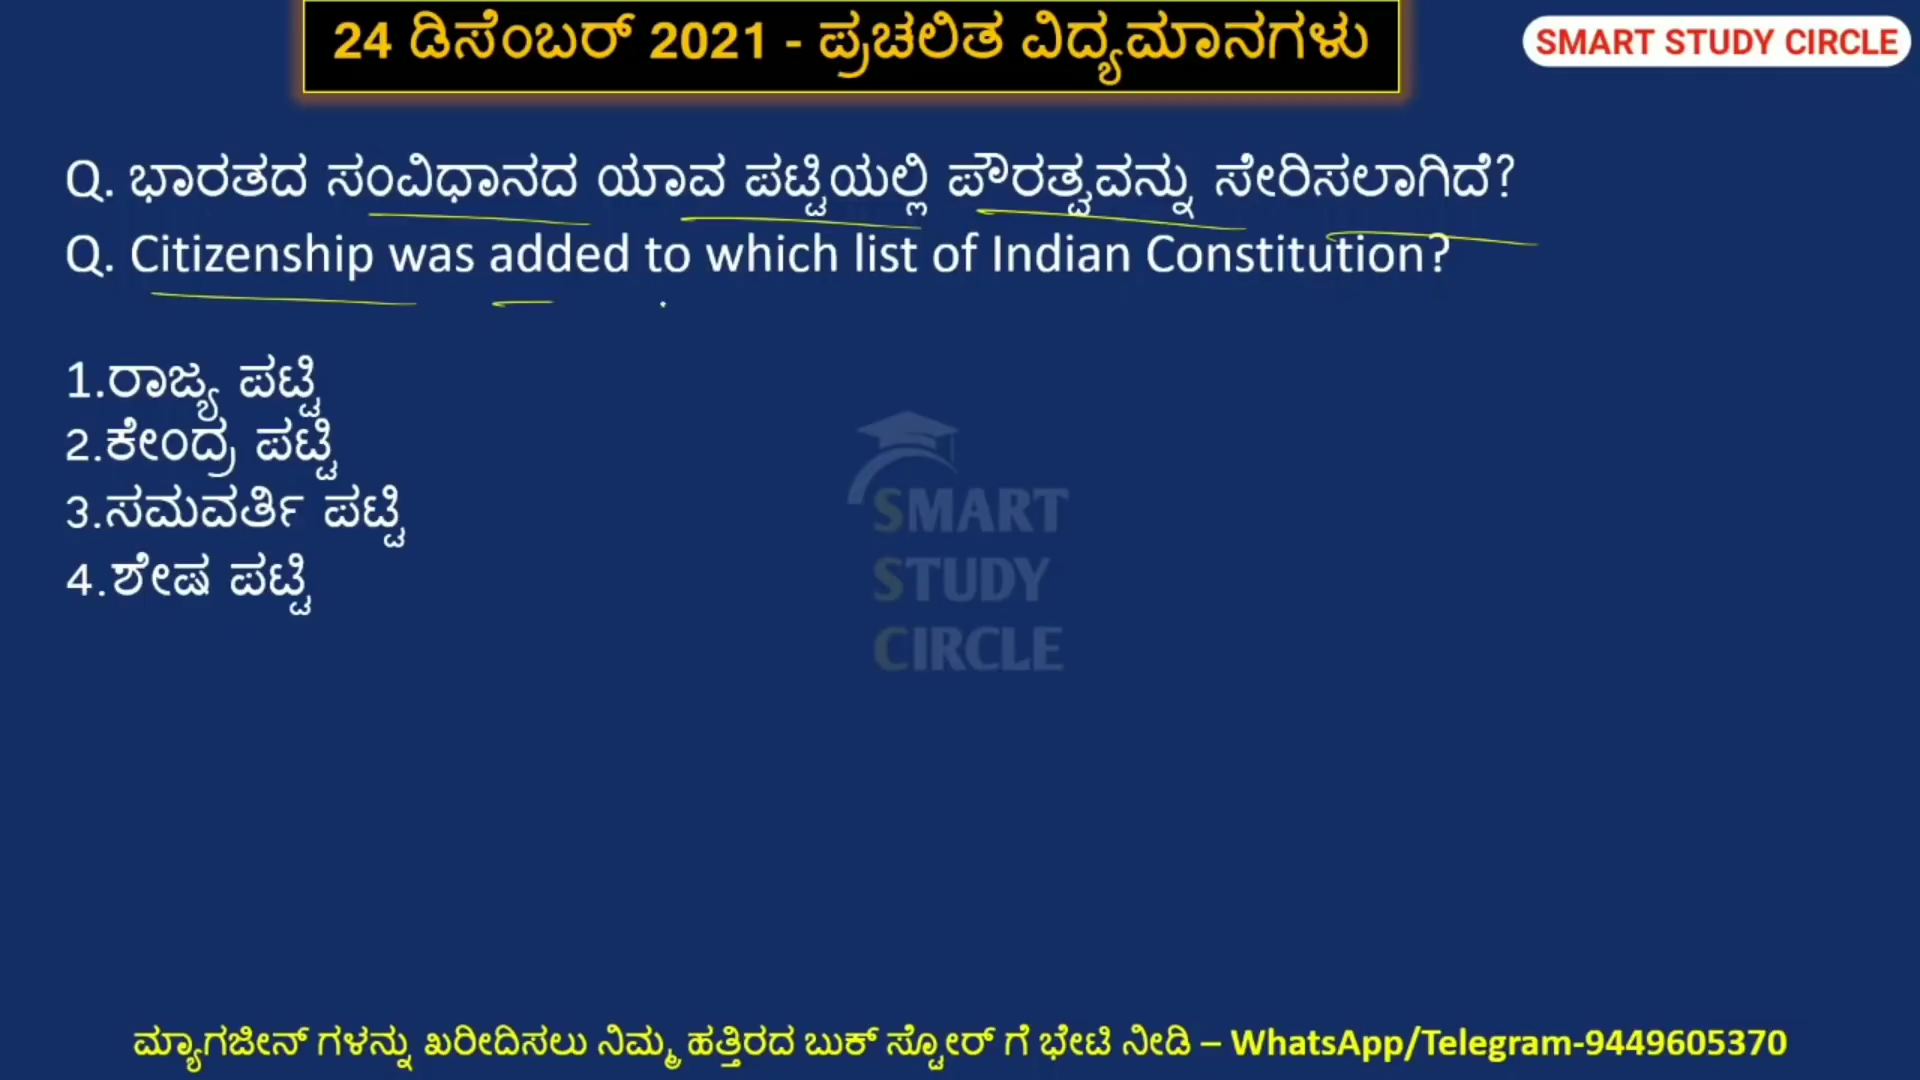 24 ಡಿಸೆಂಬರ್ 2021 - ಪ್ರಚಲಿತ ವಿದ್ಯಮಾನಗಳು
SMART STUDY CIRCLE
Q. ಭಾರತದ ಸಂವಿಧಾನದ ಯಾವ ಪಟ್ಟಿಯಲ್ಲಿ ಪೌರತ್ವವನ್ನು ಸೇರಿಸಲಾಗಿದೆ?
Q. Citizenship was added to which list of Indian Constitution?
1.ರಾಜ್ಯ ಪಟ್ಟಿ
2.ಕೇಂದ್ರ ಪಟ್ಟಿ
3.ಸಮವರ್ತಿ ಪಟ್ಟಿ
4.ಶೇಷ ಪಟ್ಟಿ
SMART
STUDY
CIRCLE
ಮ್ಯಾಗಜೀನ್ ಗಳನ್ನು ಖರೀದಿಸಲು ನಿಮ್ಮ ಹತ್ತಿರದ ಬುಕ್ ಸ್ಟೋರ್ ಗೆ ಭೇಟಿ ನೀಡಿ – WhatsApp/Telegram-9449605370